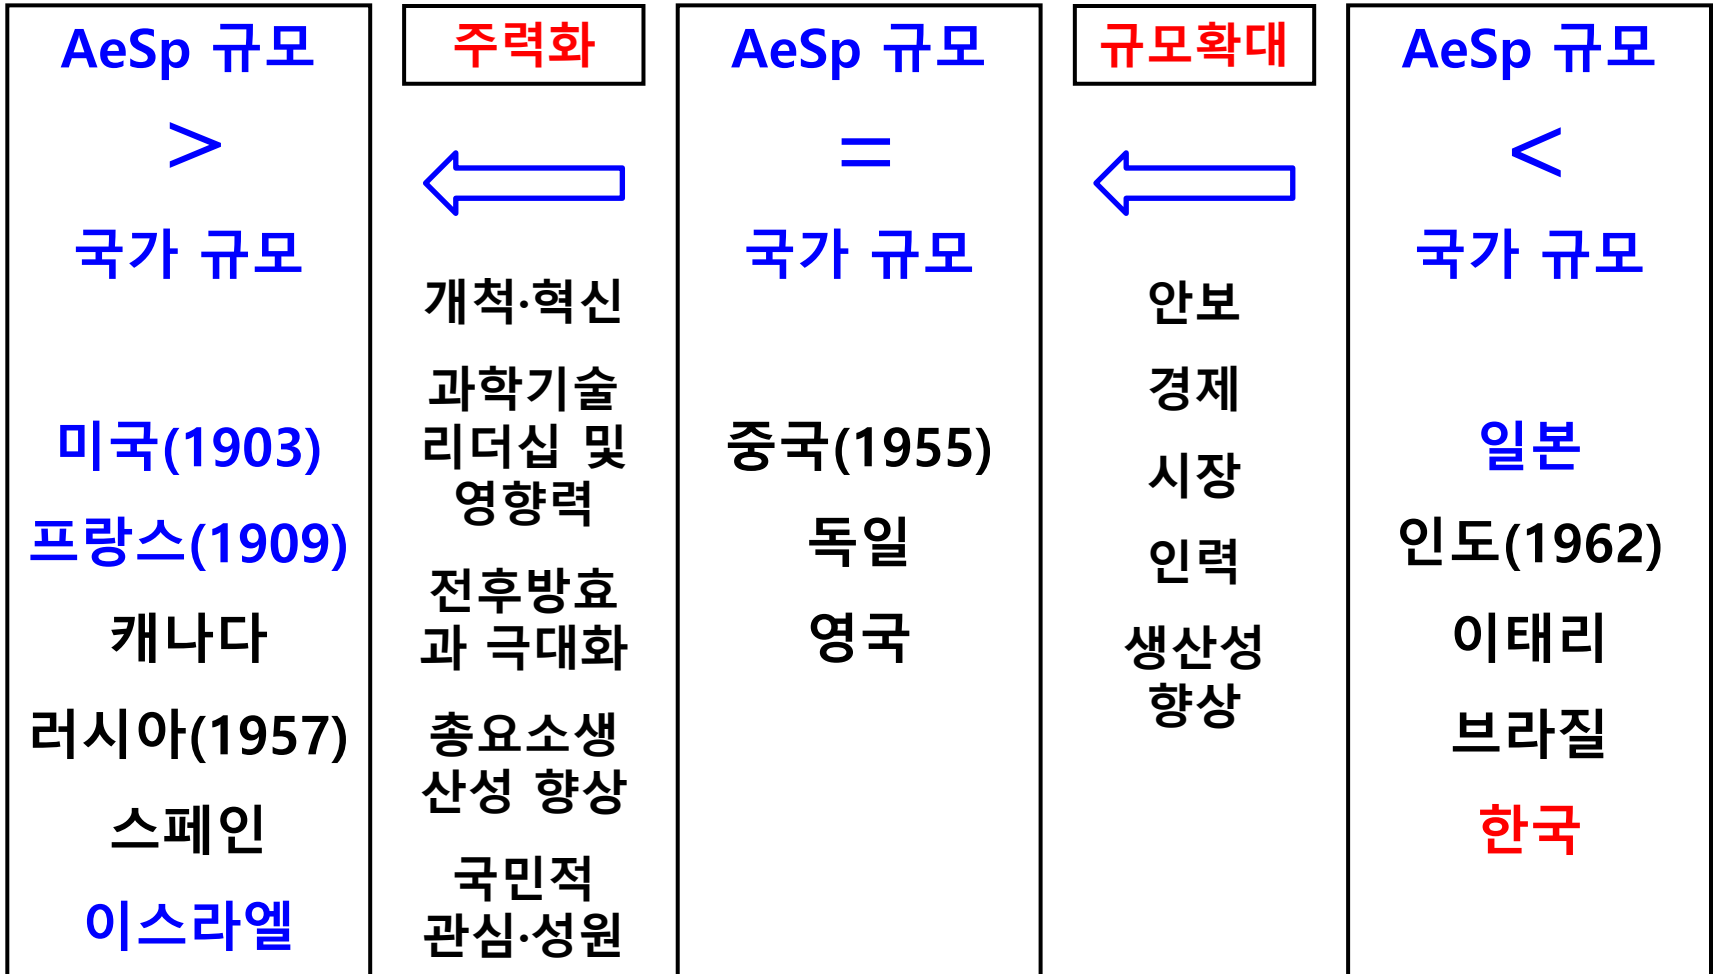 AeSp 규모
>
국가 규모
미국(1903)
프랑스(1909)
캐나다
러시아(1957)
스페인
이스라엘
주력화
개척·혁신
과학기술
리더십 및
영향력
전후방효
과 극대화
총요소생
산성 향상
국민적
관심·성원
AeSp 규모
=
국가 규모
중국(1955)
독일
영국
규모확대
안보
경제
시장
인력
생산성
향상
AeSp 규모
<
국가 규모
일본
인도(1962)
이태리
브라질
한국